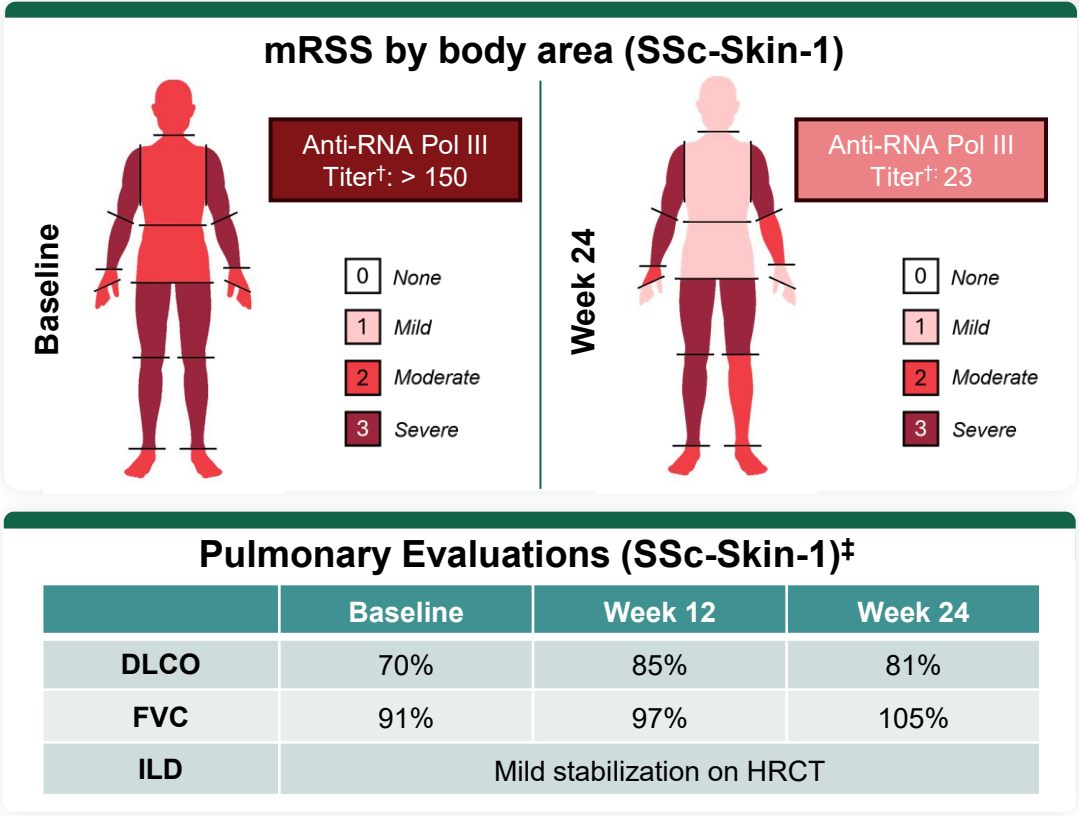 mRSS by body area (SSc-Skin-1)
Baseline
Anti-RNA Pol III
Titer†: > 150
0 None
1 Mild
2 Moderate
3 Severe
Week 24
Anti-RNA Pol III
Titer†: 23
0 None
1 Mild
2 Moderate
3 Severe
Pulmonary Evaluations (SSc-Skin-1)‡
Baseline Week 12 Week 24
DLCO 70% 85% 81%
FVC 91% 97% 105%
ILD Mild stabilization on HRCT